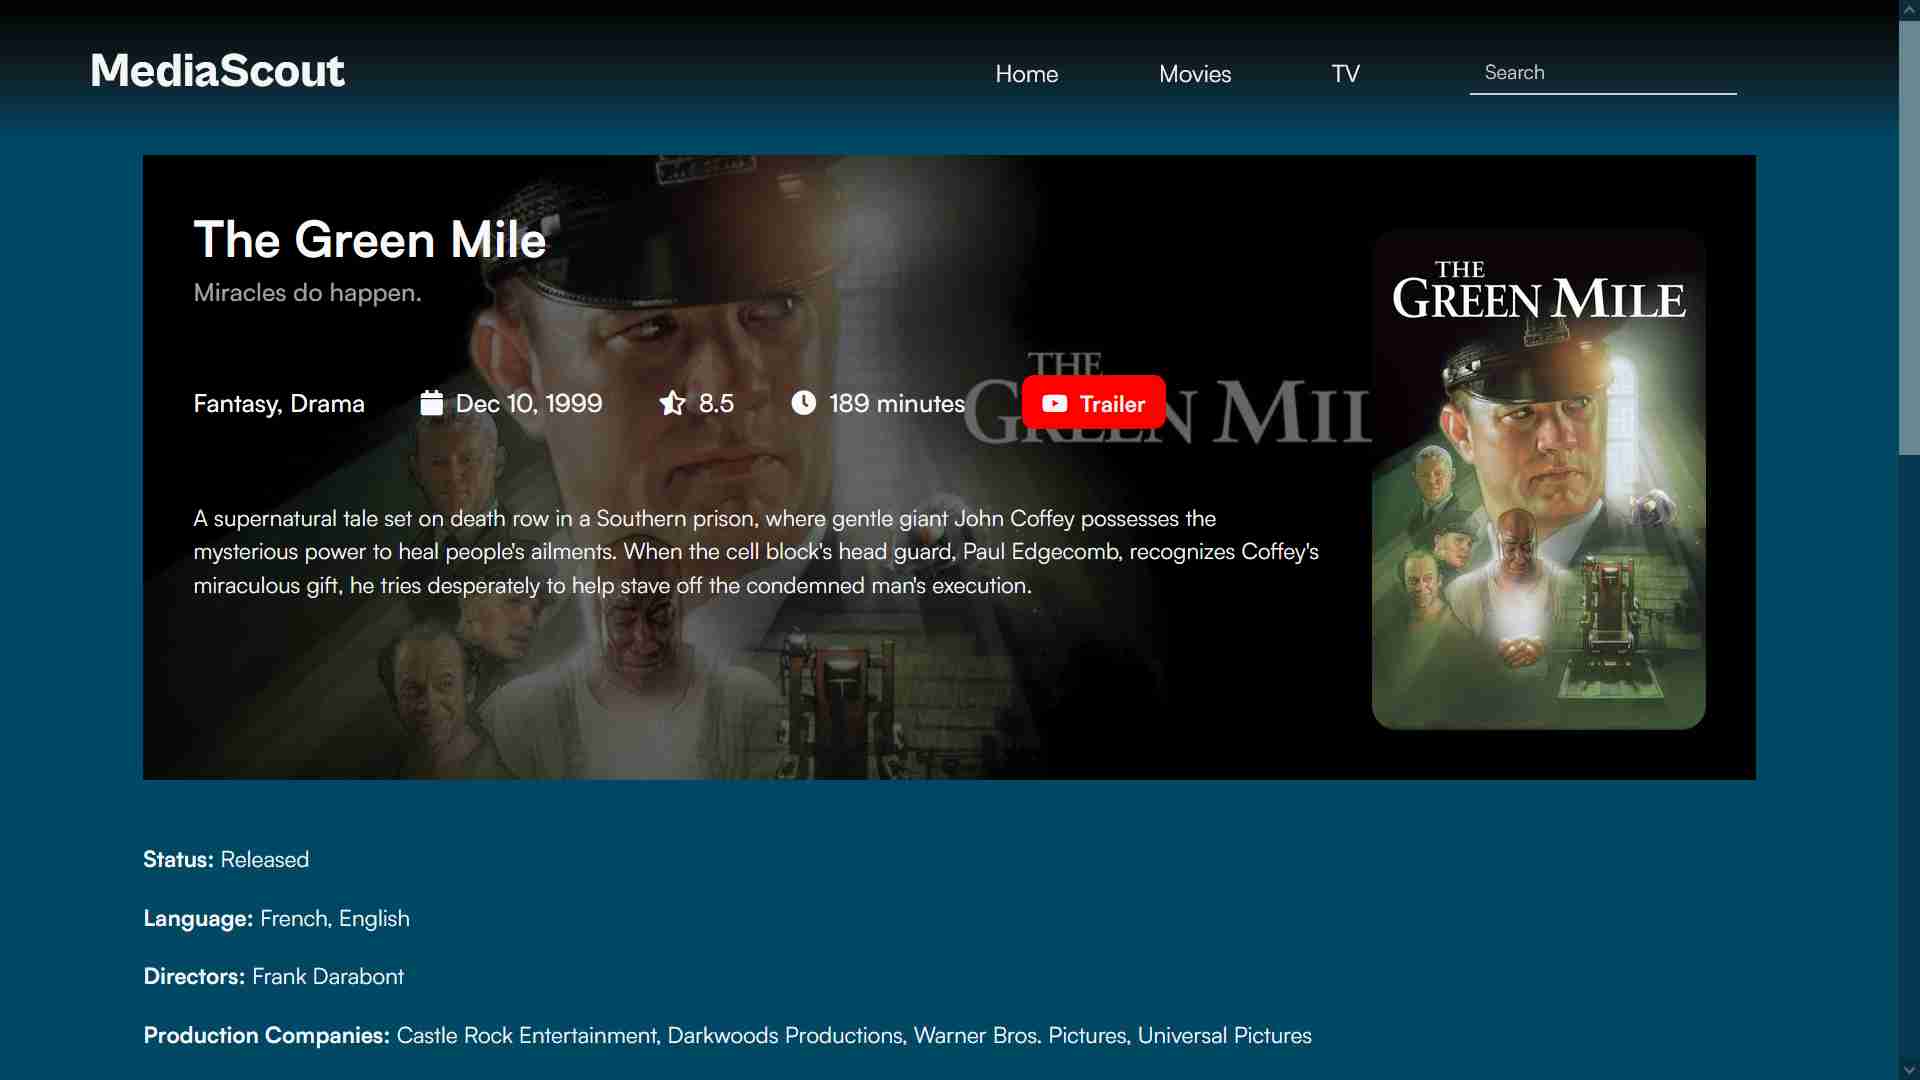 MediaScout
Home Movies TV Search
The Green Mile
Miracles do happen.
Fantasy, Drama Dec 10, 1999 8.5 189 minutes Trailer
A supernatural tale set on death row in a Southern prison, where gentle giant John Coffey possesses the
mysterious power to heal people's ailments. When the cell block's head guard, Paul Edgecomb, recognizes Coffey's
miraculous gift, he tries desperately to help stave off the condemned man's execution.
THE
GREEN MIL
THE
GREEN MILE
Status: Released
Language: French, English
Directors: Frank Darabont
Production Companies: Castle Rock Entertainment, Darkwoods Productions, Warner Bros. Pictures, Universal Pictures